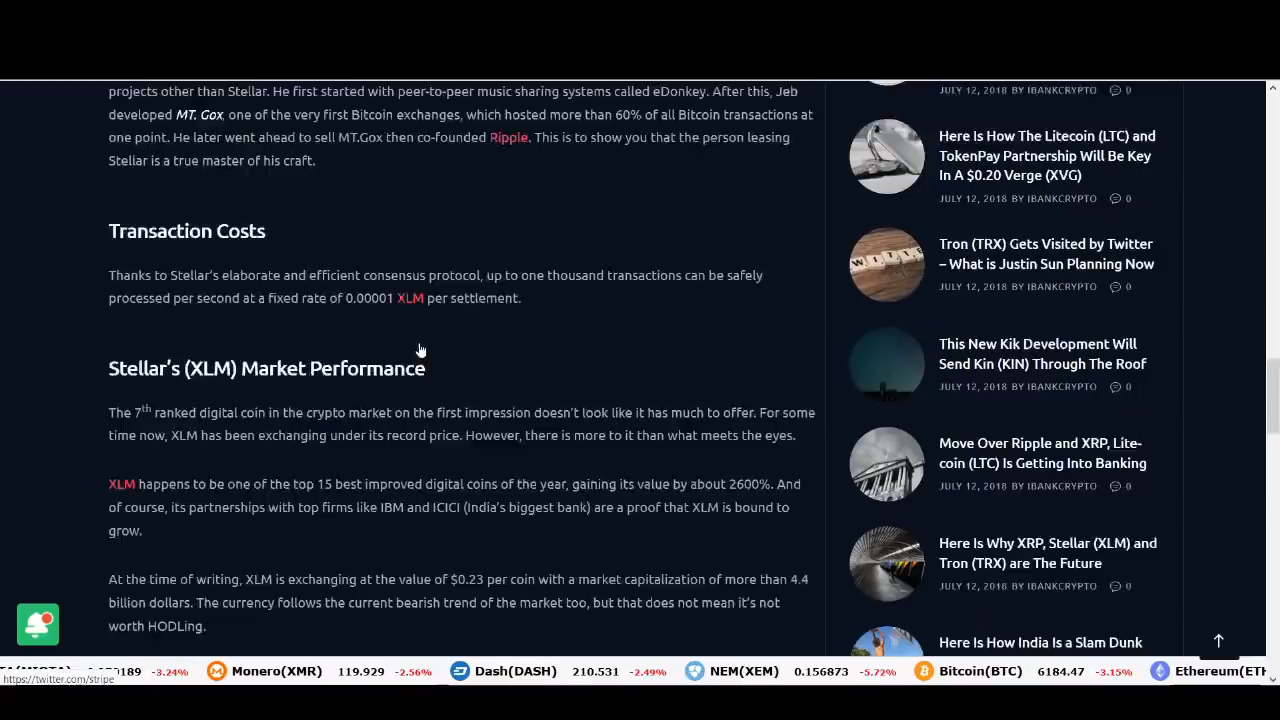 projects other than Stellar. He first started with peer-to-peer music sharing systems called eDonkey. After this, Jeb
developed MT. Gox, one of the very first Bitcoin exchanges, which hosted more than 60% of all Bitcoin transactions at
one point. He later went ahead to sell MT.Gox then co-founded Ripple. This is to show you that the person leasing
Stellar is a true master of his craft.
Transaction Costs
Thanks to Stellar's elaborate and efficient consensus protocol, up to one thousand transactions can be safely
processed per second at a fixed rate of 0.00001 XLM per settlement.
Stellar's (XLM) Market Performance
The 7th ranked digital coin in the crypto market on the first impression doesn't look like it has much to offer. For some
time now, XLM has been exchanging under its record price. However, there is more to it than what meets the eyes.
XLM happens to be one of the top 15 best improved digital coins of the year, gaining its value by about 2600%. And
of course, its partnerships with top firms like IBM and ICICI (India's biggest bank) are a proof that XLM is bound to
grow.
At the time of writing, XLM is exchanging at the value of $0.23 per coin with a market capitalization of more than 4.4
billion dollars. The currency follows the current bearish trend of the market too, but that does not mean it's not
worth HODLing.
JULY 12, 2018 BY IBANKCRYPTO 0
Here Is How The Litecoin (LTC) and
TokenPay Partnership Will Be Key
In A $0.20 Verge (XVG)
JULY 12, 2018 BY IBANKCRYPTO 0
Tron (TRX) Gets Visited by Twitter
– What is Justin Sun Planning Now
JULY 12, 2018 BY IBANKCRYPTO 0
This New Kik Development Will
Send Kin (KIN) Through The Roof
JULY 12, 2018 BY IBANKCRYPTO 0
Move Over Ripple and XRP, Lite-
coin (LTC) Is Getting Into Banking
JULY 12, 2018 BY IBANKCRYPTO 0
Here Is Why XRP, Stellar (XLM) and
Tron (TRX) are The Future
JULY 12, 2018 BY IBANKCRYPTO 0
Here Is How India Is a Slam Dunk
-3.24% Monero(XMR) 119.929 -2.56% Dash(DASH) 210.531 -2.49% NEM(XEM) 0.156873 -5.72% Bitcoin(BTC) 6184.47 -3.15% Ethereum(ETH
https://twitter.com/stripe